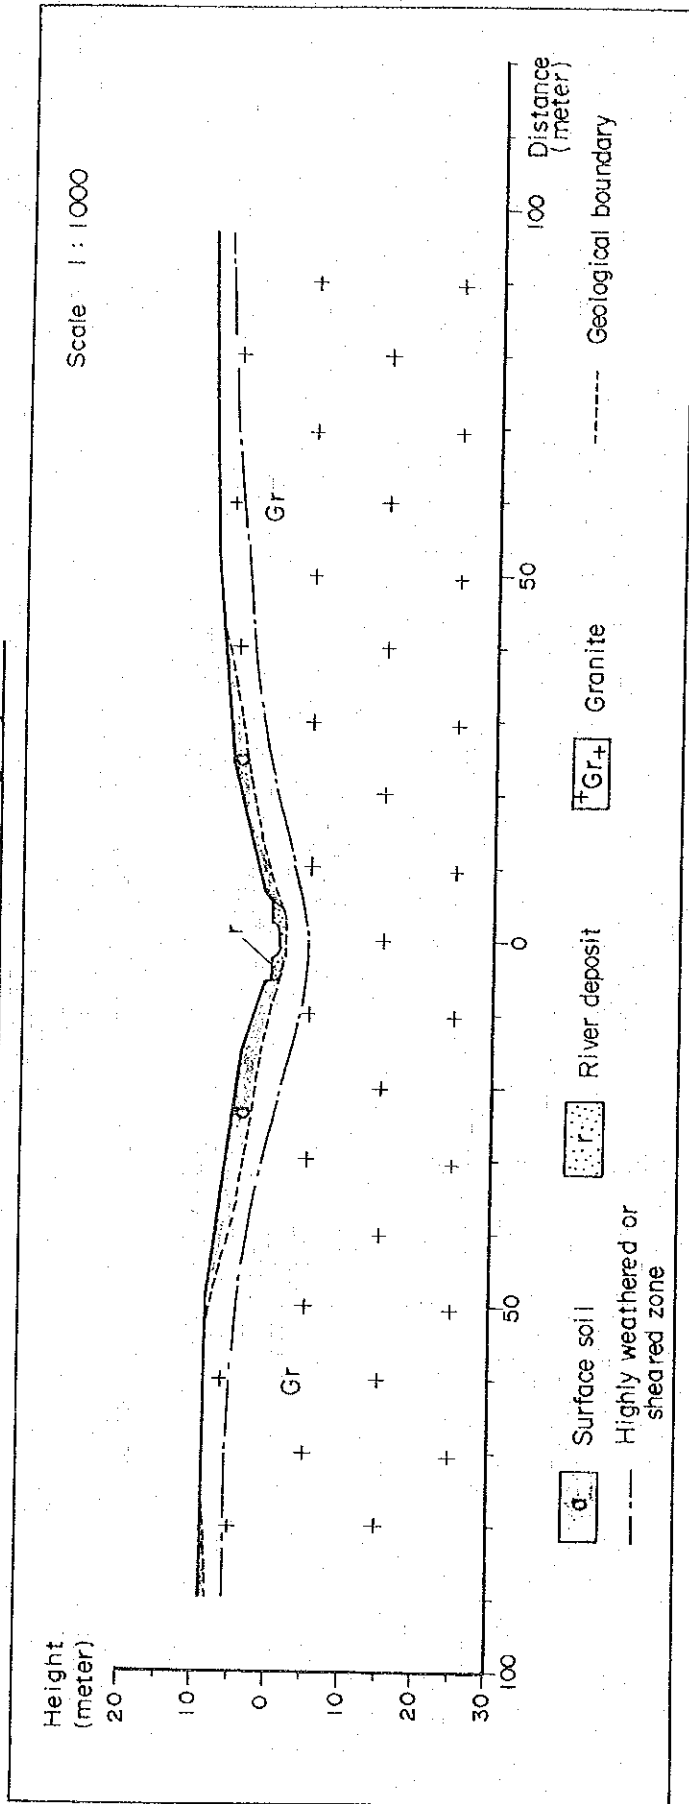 Scale 1 : 1000
Height
(meter)
20
10
0
10
20
30
r
a
a
Gr
Gr
100
50
0
50
100
Distance
(meter)
a Surface soil
r River deposit
Gr Granite
Geological boundary
Highly weathered or
sheared zone